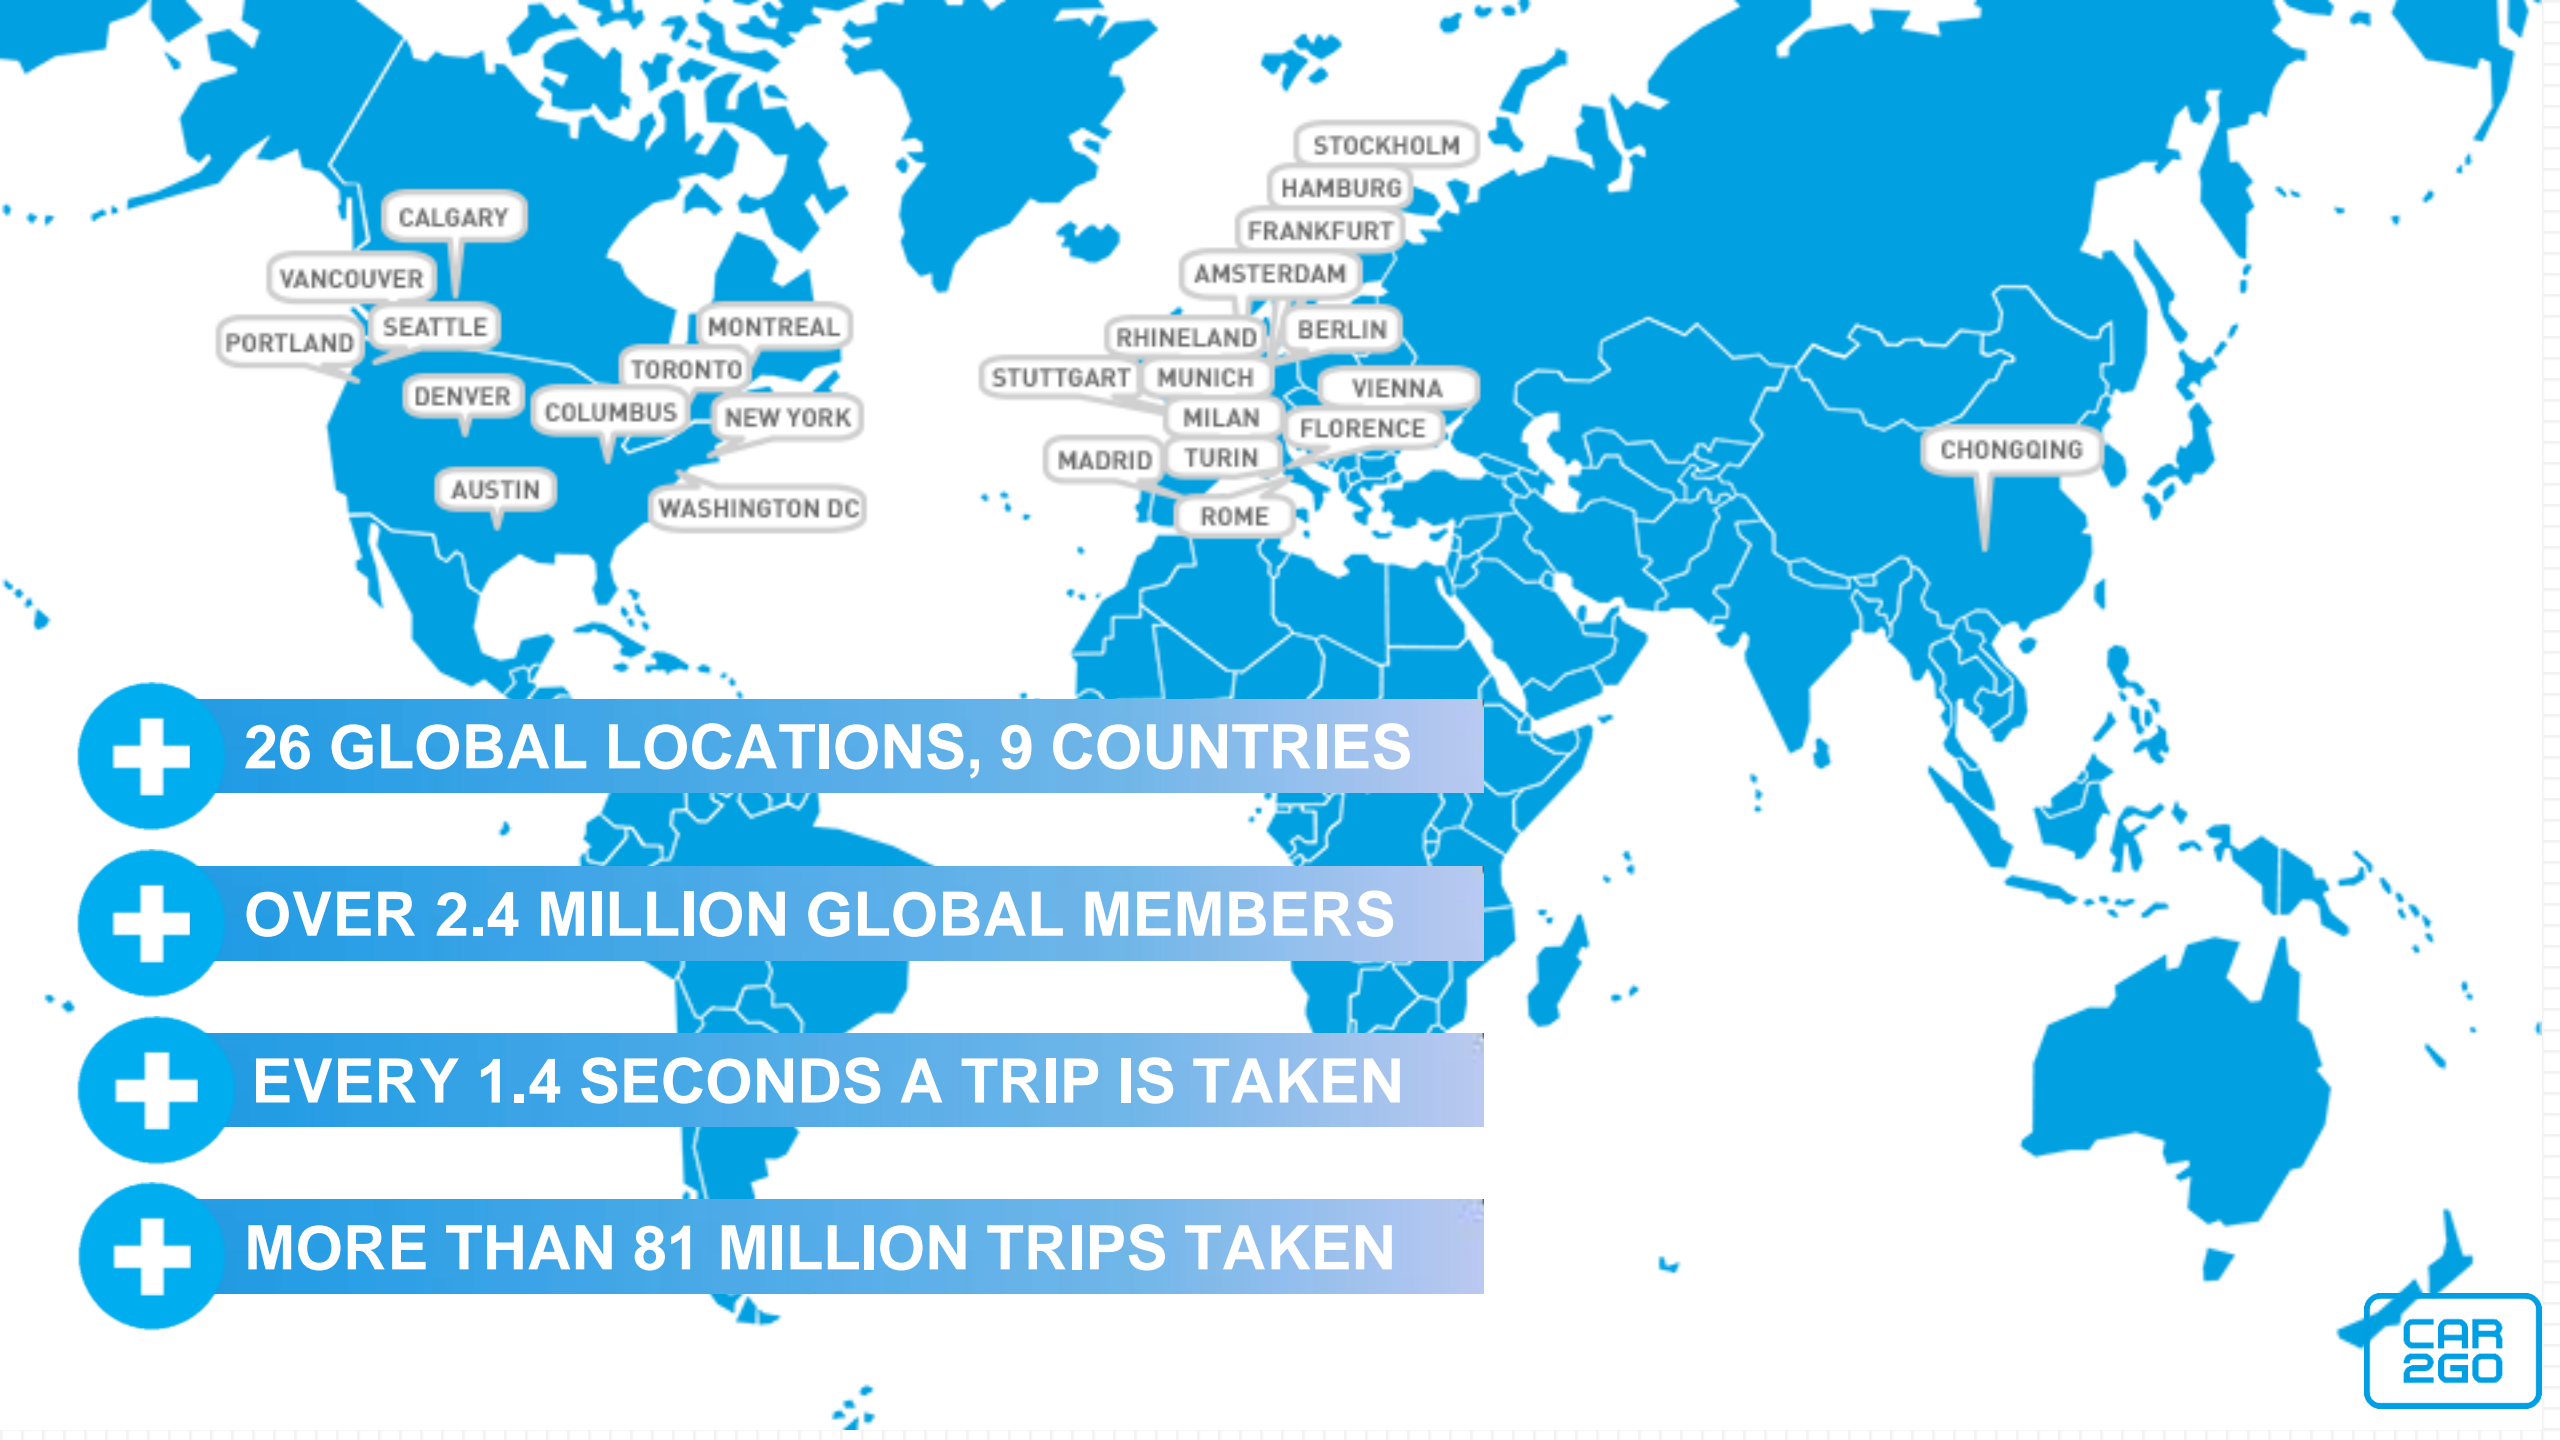 STOCKHOLM
HAMBURG
CALGARY
FRANKFURT
VANCOUVER
AMSTERDAM
SEATTLE
MONTREAL
PORTLAND
RHINELAND
BERLIN
TORONTO
STUTTGART
MUNICH
VIENNA
DENVER
COLUMBUS
NEW YORK
MILAN
FLORENCE
CHONGQING
MADRID
TURIN
AUSTIN
WASHINGTON DC
ROME
26 GLOBAL LOCATIONS, 9 COUNTRIES
OVER 2.4 MILLION GLOBAL MEMBERS
EVERY 1.4 SECONDS A TRIP IS TAKEN
MORE THAN 81 MILLION TRIPS TAKEN
CAR
2GO